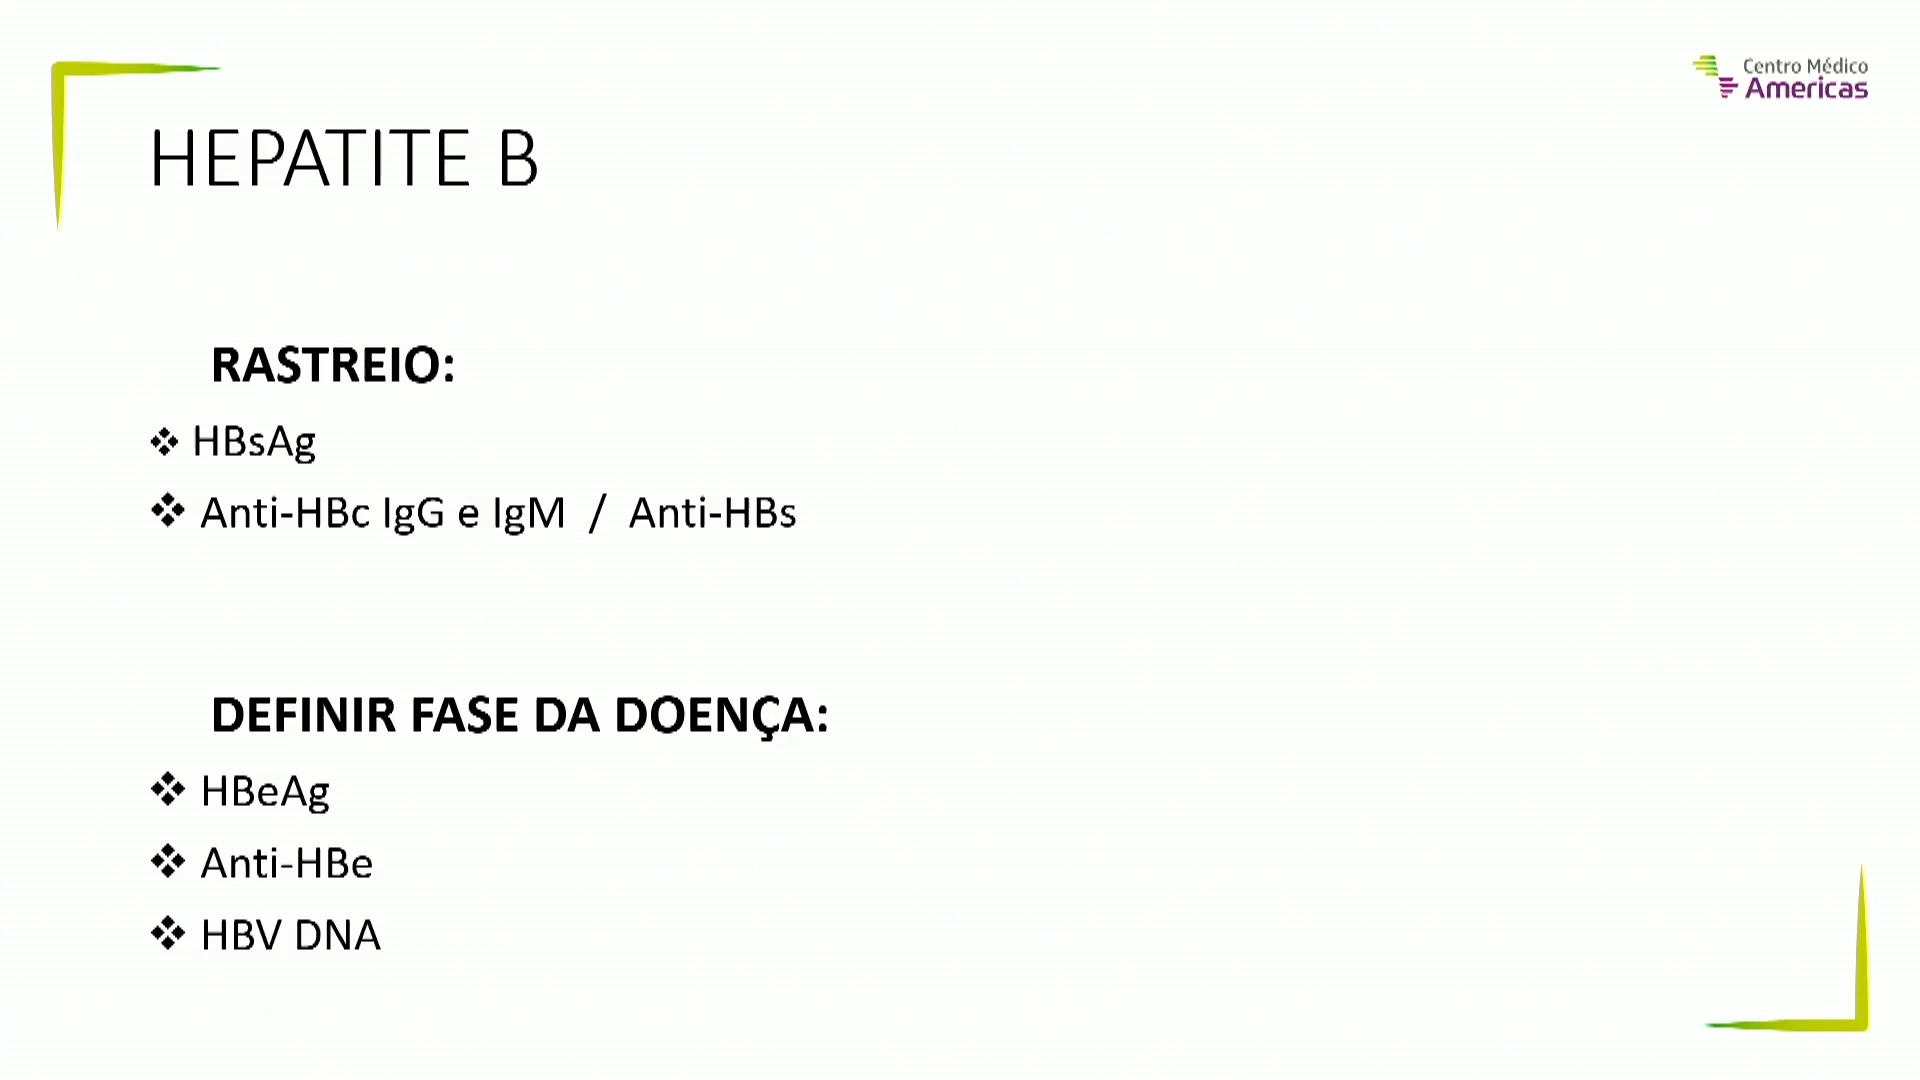 Centro Médico
Americas
HEPATITE B
RASTREIO:
❖ HBsAg
❖ Anti-HBc IgG e IgM / Anti-HBs
DEFINIR FASE DA DOENÇA:
❖ HBeAg
❖ Anti-HBe
❖ HBV DNA